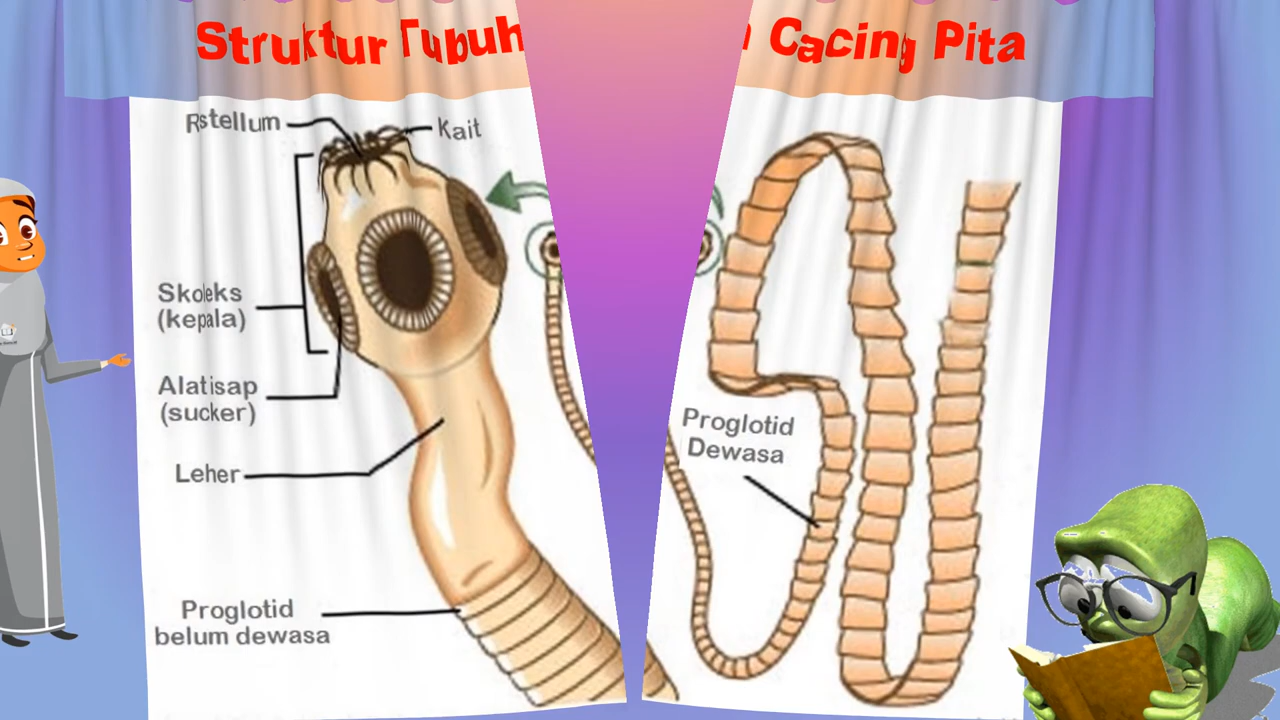 Struktur Tubuh
Cacing Pita
Rstellum
Kait
Skoleks
(kepala)
Alatisap
(sucker)
Leher
Proglotid
belum dewasa
Proglotid
Dewasa